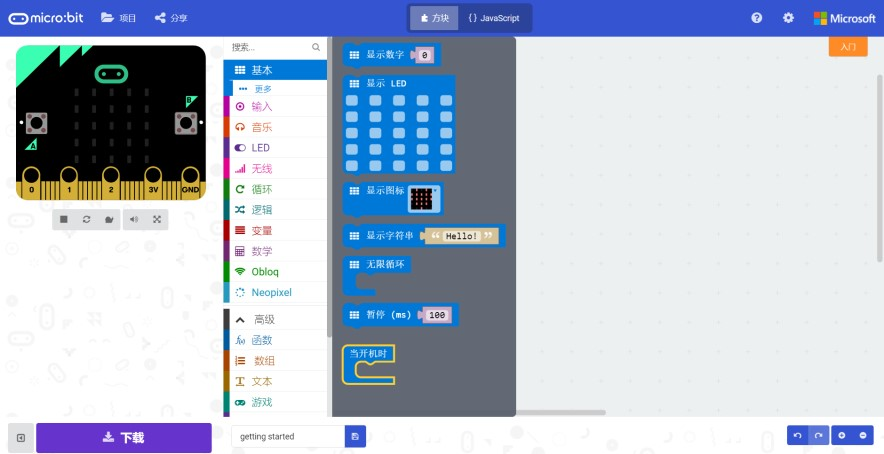 micro:bit
项目
分享
方块
{} JavaScript
Microsoft
搜索...
入门
基本
更多
输入
音乐
LED
无线
循环
逻辑
变量
数学
Obloq
Neopixel
高级
函数
数组
文本
游戏
显示数字 0
显示 LED
显示图标
显示字符串 “ Hello! ”
无限循环
暂停 (ms) 100
当开机时
B
A
0 1 2 3V GND
下载
getting started